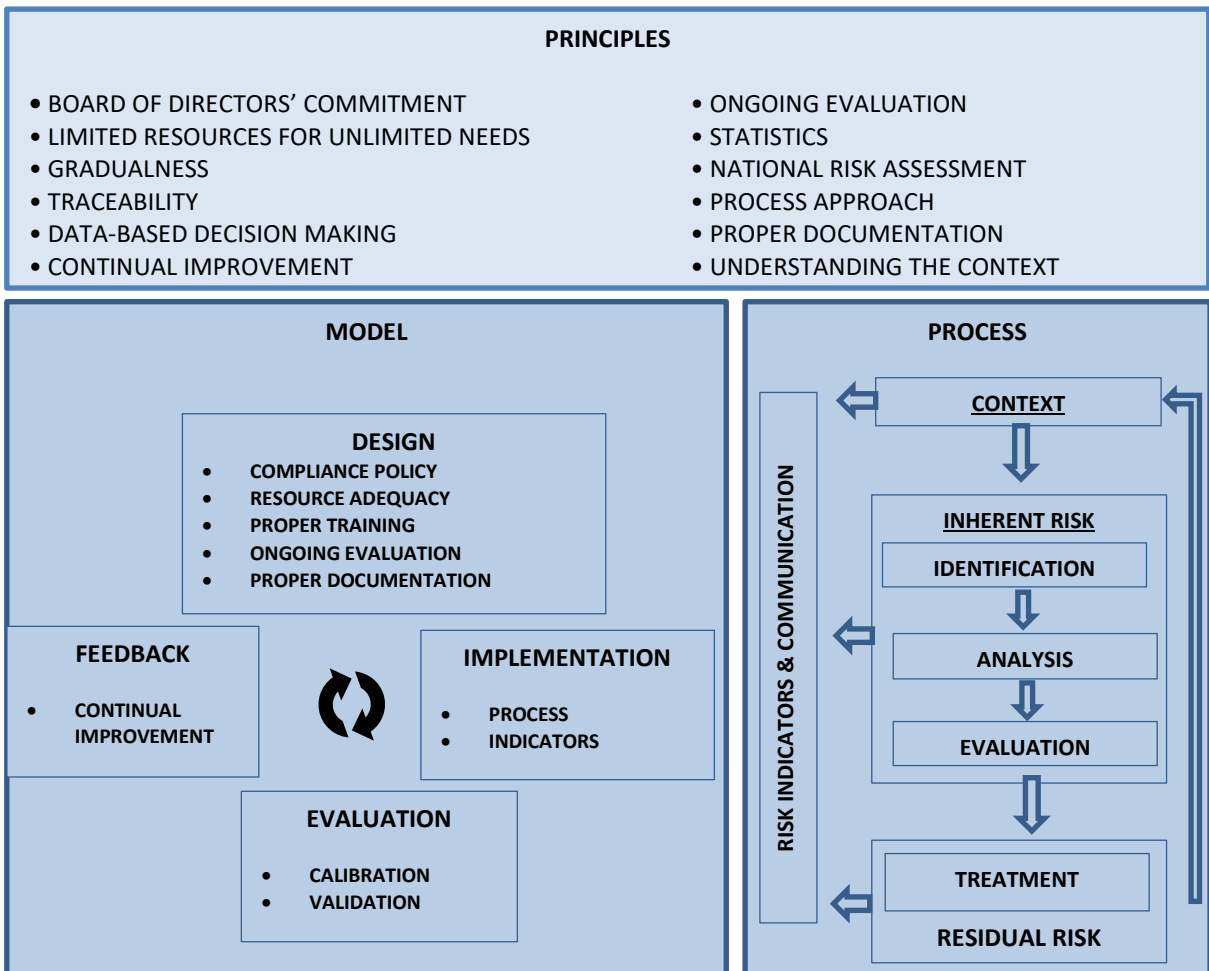 PRINCIPLES
• BOARD OF DIRECTORS’ COMMITMENT
• LIMITED RESOURCES FOR UNLIMITED NEEDS
• GRADUALNESS
• TRACEABILITY
• DATA-BASED DECISION MAKING
• CONTINUAL IMPROVEMENT
• ONGOING EVALUATION
• STATISTICS
• NATIONAL RISK ASSESSMENT
• PROCESS APPROACH
• PROPER DOCUMENTATION
• UNDERSTANDING THE CONTEXT
MODEL
DESIGN
• COMPLIANCE POLICY
• RESOURCE ADEQUACY
• PROPER TRAINING
• ONGOING EVALUATION
• PROPER DOCUMENTATION
FEEDBACK
• CONTINUAL
IMPROVEMENT
IMPLEMENTATION
• PROCESS
• INDICATORS
EVALUATION
• CALIBRATION
• VALIDATION
PROCESS
RISK INDICATORS & COMMUNICATION
CONTEXT
INHERENT RISK
IDENTIFICATION
ANALYSIS
EVALUATION
TREATMENT
RESIDUAL RISK